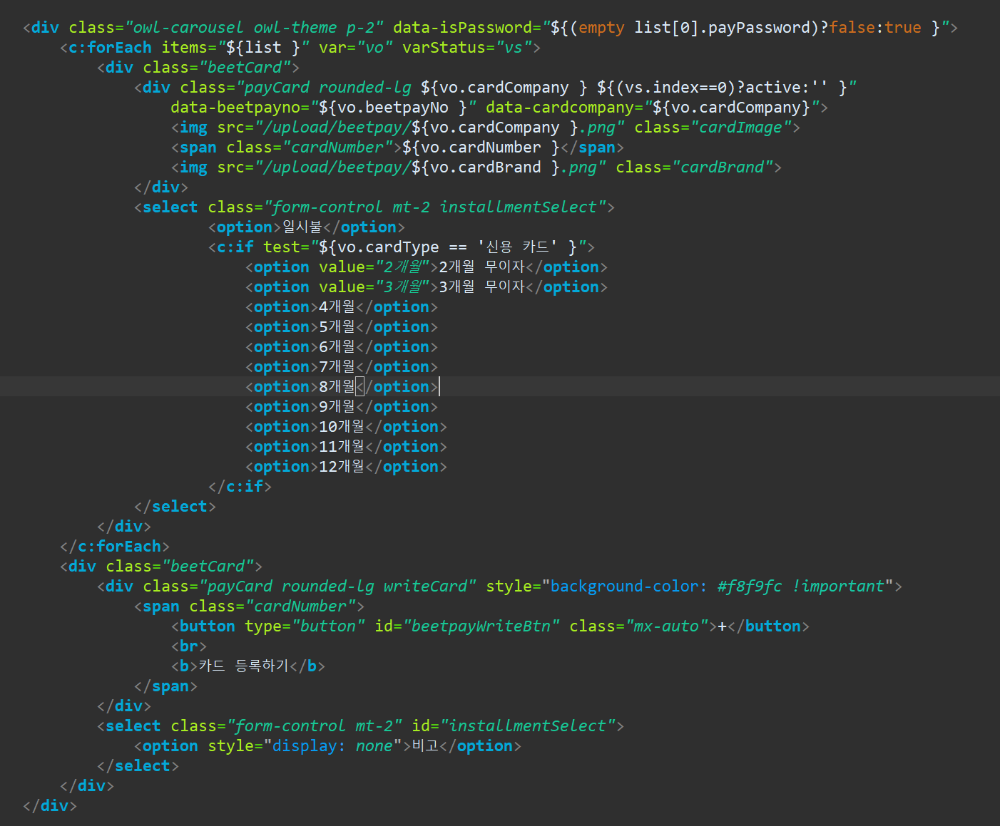 <div class="owl-carousel owl-theme p-2" data-isPassword="${(empty list[0].payPassword)?false:true }">
<c:forEach items="${list }" var="vo" varStatus="vs">
<div class="beetCard">
<div class="payCard rounded-lg ${vo.cardCompany } ${(vs.index==0)?active:'' }"
data-beetpayno="${vo.beetpayNo }" data-cardcompany="${vo.cardCompany}">
<img src="/upload/beetpay/${vo.cardCompany }.png" class="cardImage">
<span class="cardNumber">${vo.cardNumber }</span>
<img src="/upload/beetpay/${vo.cardBrand }.png" class="cardBrand">
</div>
<select class="form-control mt-2 installmentSelect">
<option>일시불</option>
<c:if test="${vo.cardType == '신용 카드' }">
<option value="2개월">2개월 무이자</option>
<option value="3개월">3개월 무이자</option>
<option>4개월</option>
<option>5개월</option>
<option>6개월</option>
<option>7개월</option>
<option>8개월</option>
<option>9개월</option>
<option>10개월</option>
<option>11개월</option>
<option>12개월</option>
</c:if>
</select>
</div>
</c:forEach>
<div class="beetCard">
<div class="payCard rounded-lg writeCard" style="background-color: #f8f9fc !important">
<span class="cardNumber">
<button type="button" id="beetpayWriteBtn" class="mx-auto">+</button>
<br>
<b>카드 등록하기</b>
</span>
</div>
<select class="form-control mt-2" id="installmentSelect">
<option style="display: none">비고</option>
</select>
</div>
</div>